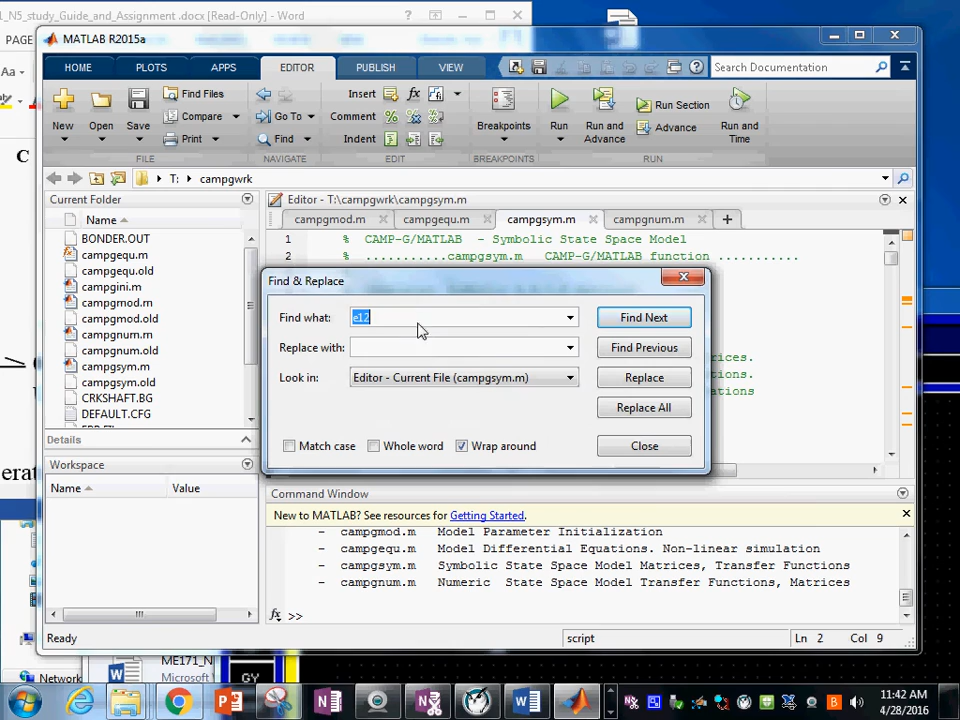 1_N5_study_Guide_and_Assignment .docx [Read-Only] - Word
PAGE
MATLAB R2015a
HOME PLOTS APPS EDITOR PUBLISH VIEW
Search Documentation
Aa
New Open Save
Find Files
Compare
Print
Go To
Find
Insert
Comment
Indent
Breakpoints
Run
Run and Advance
Run Section
Advance
Run and Time
FILE NAVIGATE EDIT BREAKPOINTS RUN
C
T: campgwrk
Current Folder
Name
BONDER.OUT
campgequ.m
campgequ.old
campgini.m
campgmod.m
campgmod.old
campgnum.m
campgnum.old
campgsym.m
campgsym.old
CRKSHAFT.BG
DEFAULT.CFG
Details
Workspace
Name Value
Editor - T:\campgwrk\campgsym.m
campgmod.m campgequ.m campgsym.m campgnum.m
1 % CAMP-G/MATLAB - Symbolic State Space Model
2 % ...........campgsym.m CAMP-G/MATLAB function ...........
rices.
tions.
ations
Find & Replace
Find what: e12
Find Next
Replace with:
Find Previous
Look in: Editor - Current File (campgsym.m)
Replace
Replace All
Match case Whole word Wrap around
Close
Command Window
New to MATLAB? See resources for Getting Started.
- campgmod.m Model Parameter Initialization
- campgequ.m Model Differential Equations. Non-linear simulation
- campgsym.m Symbolic State Space Model Matrices, Transfer Functions
- campgnum.m Numeric State Space Model Transfer Functions, Matrices
fx >>
Ready
script
Ln 2 Col 9
erat
Network
ME171_N
Microsoft
GY
11:42 AM
4/28/2016